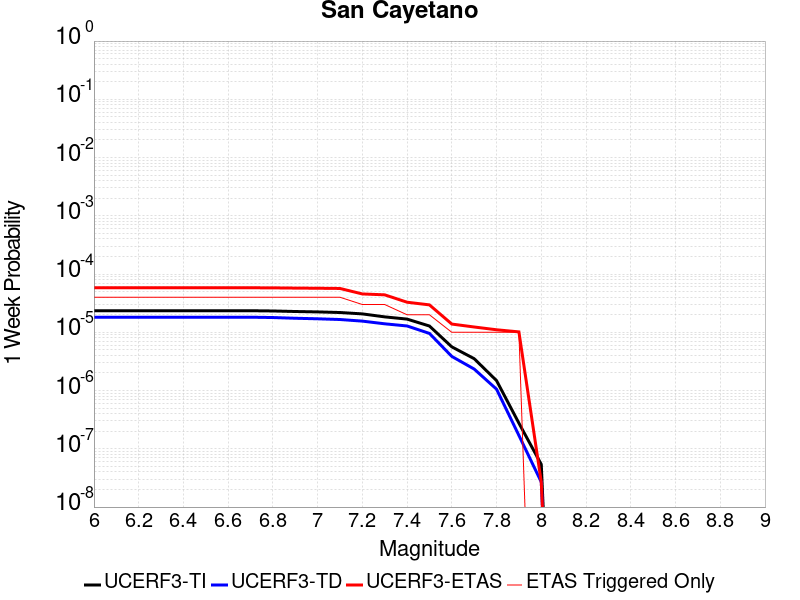 San Cayetano
10^0
10^-1
10^-2
10^-3
10^-4
10^-5
10^-6
10^-7
10^-8
1 Week Probability
6 6.2 6.4 6.6 6.8 7 7.2 7.4 7.6 7.8 8 8.2 8.4 8.6 8.8 9
Magnitude
UCERF3-TI UCERF3-TD UCERF3-ETAS ETAS Triggered Only